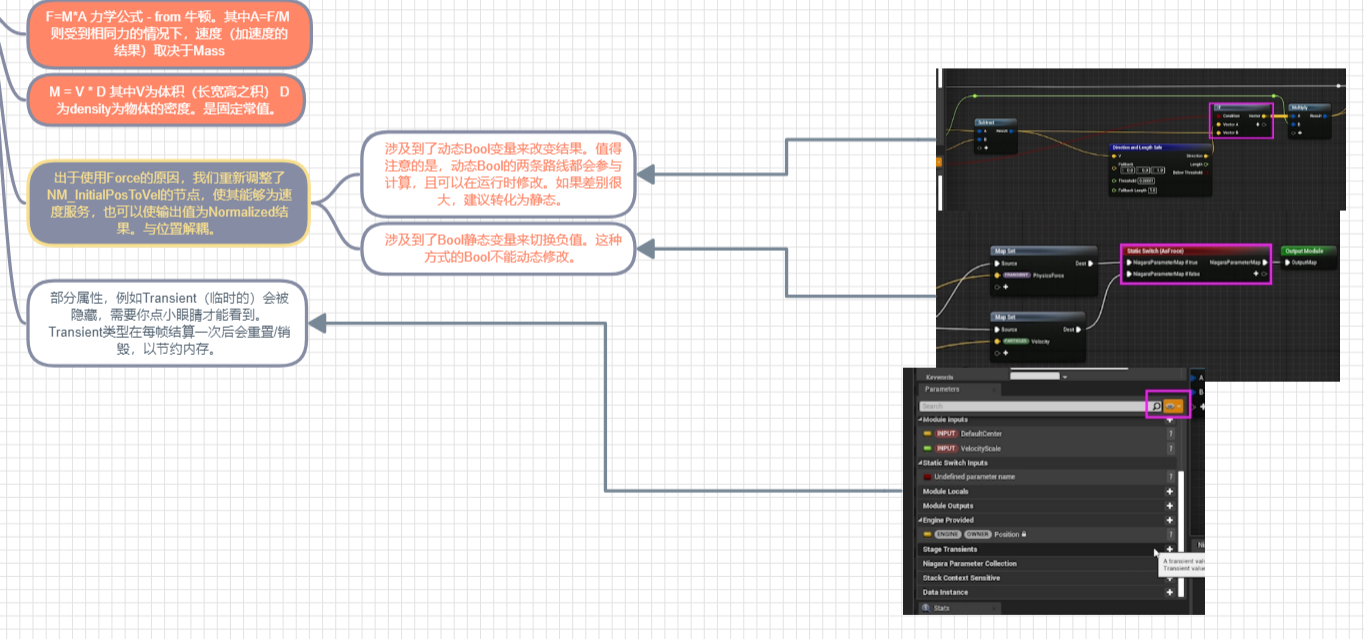 F=M*A 力学公式 - from 牛顿。其中A=F/M
则受到相同力的情况下，速度（加速度的
结果）取决于Mass
M = V * D 其中V为体积（长宽高之积） D
为density为物体的密度。是固定常值。
出于使用Force的原因，我们重新调整了
NM_InitialPosToVel的节点，使其能够为速
度服务，也可以使输出值为Normalized结
果。与位置解耦。
部分属性，例如Transient（临时的）会被
隐藏，需要你点小眼睛才能看到。
Transient类型在每帧结算一次后会重置/销
毁，以节约内存。
涉及到了动态Bool变量来改变结果。值得
注意的是，动态Bool的两条路线都会参与
计算，且可以在运行时修改。如果差别很
大，建议转化为静态。
涉及到了Bool静态变量来切换负值。这种
方式的Bool不能动态修改。
Subtract
A Result
B
If
Condition Vector
Vector A
Vector B
Multiply
A Result
B
Direction and Length Safe
V Direction
Fallback Length
Below Threshold
Threshold
Fallback Length 1.0
Map Set
Source Dest
TRANSIENT PhysicsForce
Map Set
Source Dest
PARTICLES Velocity
Static Switch (AsFroce)
NiagaraParameterMap if true NiagaraParameterMap
NiagaraParameterMap if false
Output Module
OutputMap
Keywords
Parameters
Search
Module Inputs
INPUT DefaultCenter
INPUT VelocityScale
Static Switch Inputs
Undefined parameter name
Module Locals
Module Outputs
Engine Provided
ENGINE OWNER Position
Stage Transients
Niagara Parameter Collection
Stack Context Sensitive
Data Instance
Stats
A
B
Ni
A transient val
Transient value